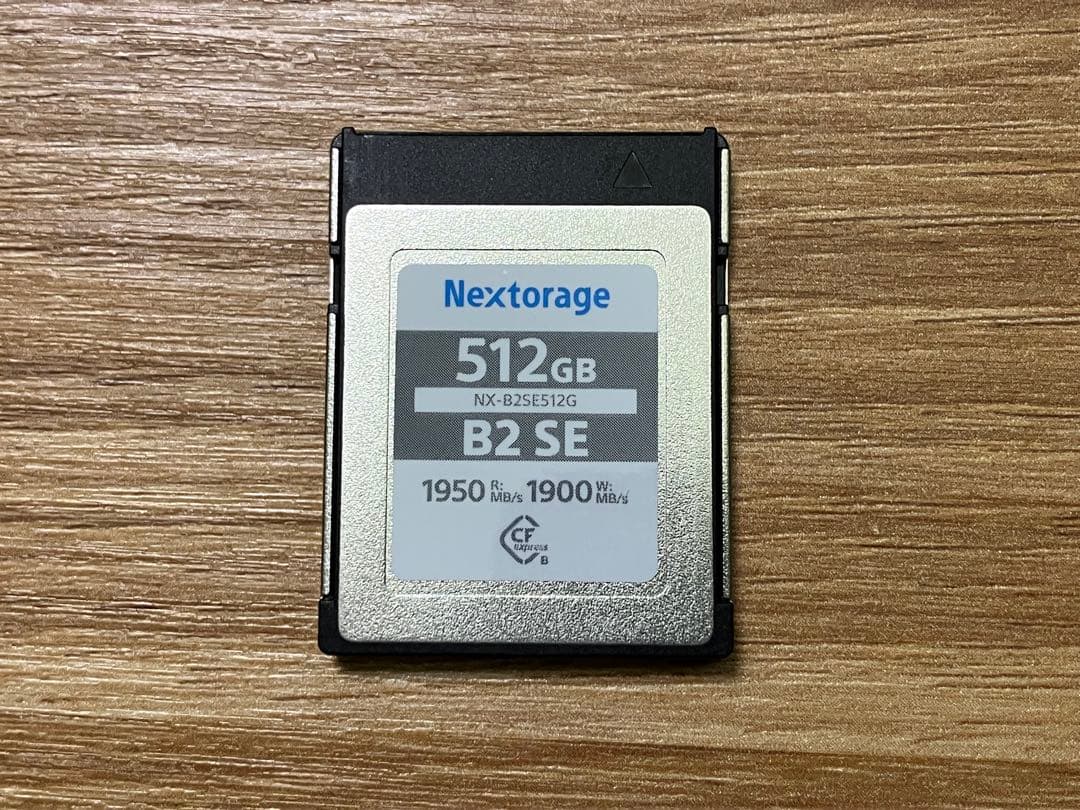 Nextorage
512GB
NX-B2SE512G
B2 SE
1950 R: MB/s 1900 W: MB/s
CF
express
B